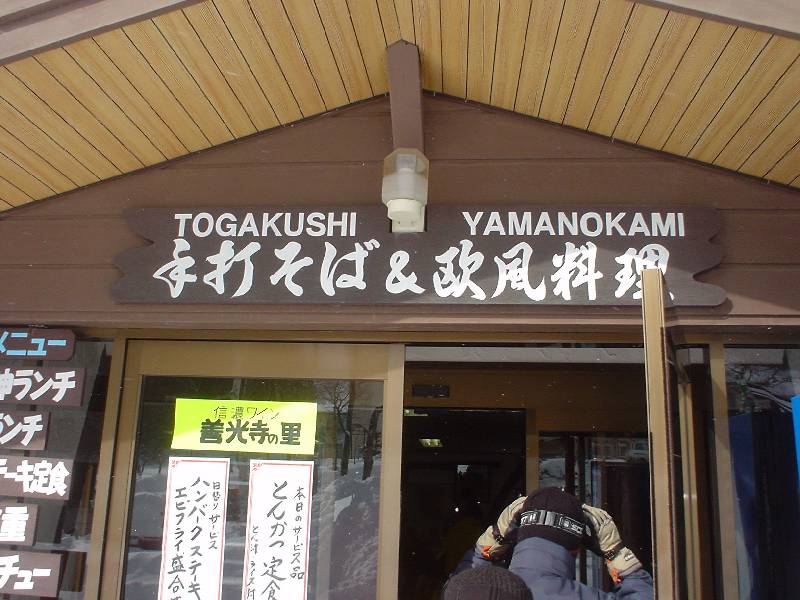 TOGAKUSHI YAMANOKAMI
手打そば&欧風料理
メニュー
神ランチ
ンチ
テーキ定食
重
チュー
信濃ワイン
善光寺の里
日替りサービス
ハンバークステーキ
エビフライ盛合
本日のサービス品
とんかつ定食